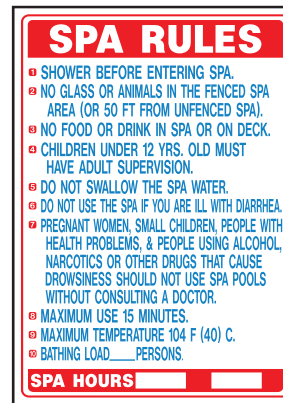 SPA RULES
1 SHOWER BEFORE ENTERING SPA.
2 NO GLASS OR ANIMALS IN THE FENCED SPA
AREA (OR 50 FT FROM UNFENCED SPA).
3 NO FOOD OR DRINK IN SPA OR ON DECK.
4 CHILDREN UNDER 12 YRS. OLD MUST
HAVE ADULT SUPERVISION.
5 DO NOT SWALLOW THE SPA WATER.
6 DO NOT USE THE SPA IF YOU ARE ILL WITH DIARRHEA.
7 PREGNANT WOMEN, SMALL CHILDREN, PEOPLE WITH
HEALTH PROBLEMS, & PEOPLE USING ALCOHOL,
NARCOTICS OR OTHER DRUGS THAT CAUSE
DROWSINESS SHOULD NOT USE SPA POOLS
WITHOUT CONSULTING A DOCTOR.
8 MAXIMUM USE 15 MINUTES.
9 MAXIMUM TEMPERATURE 104 F (40) C.
10 BATHING LOAD____PERSONS.
SPA HOURS